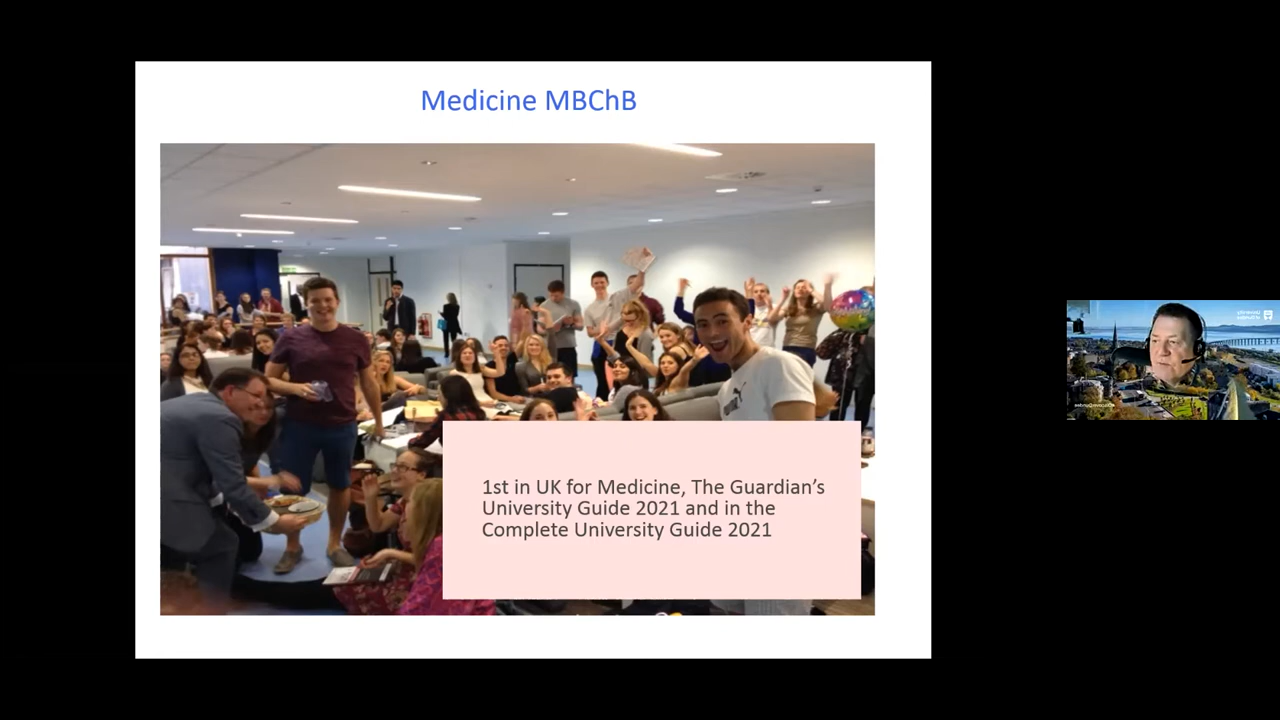 Medicine MBChB
1st in UK for Medicine, The Guardian’s
University Guide 2021 and in the
Complete University Guide 2021